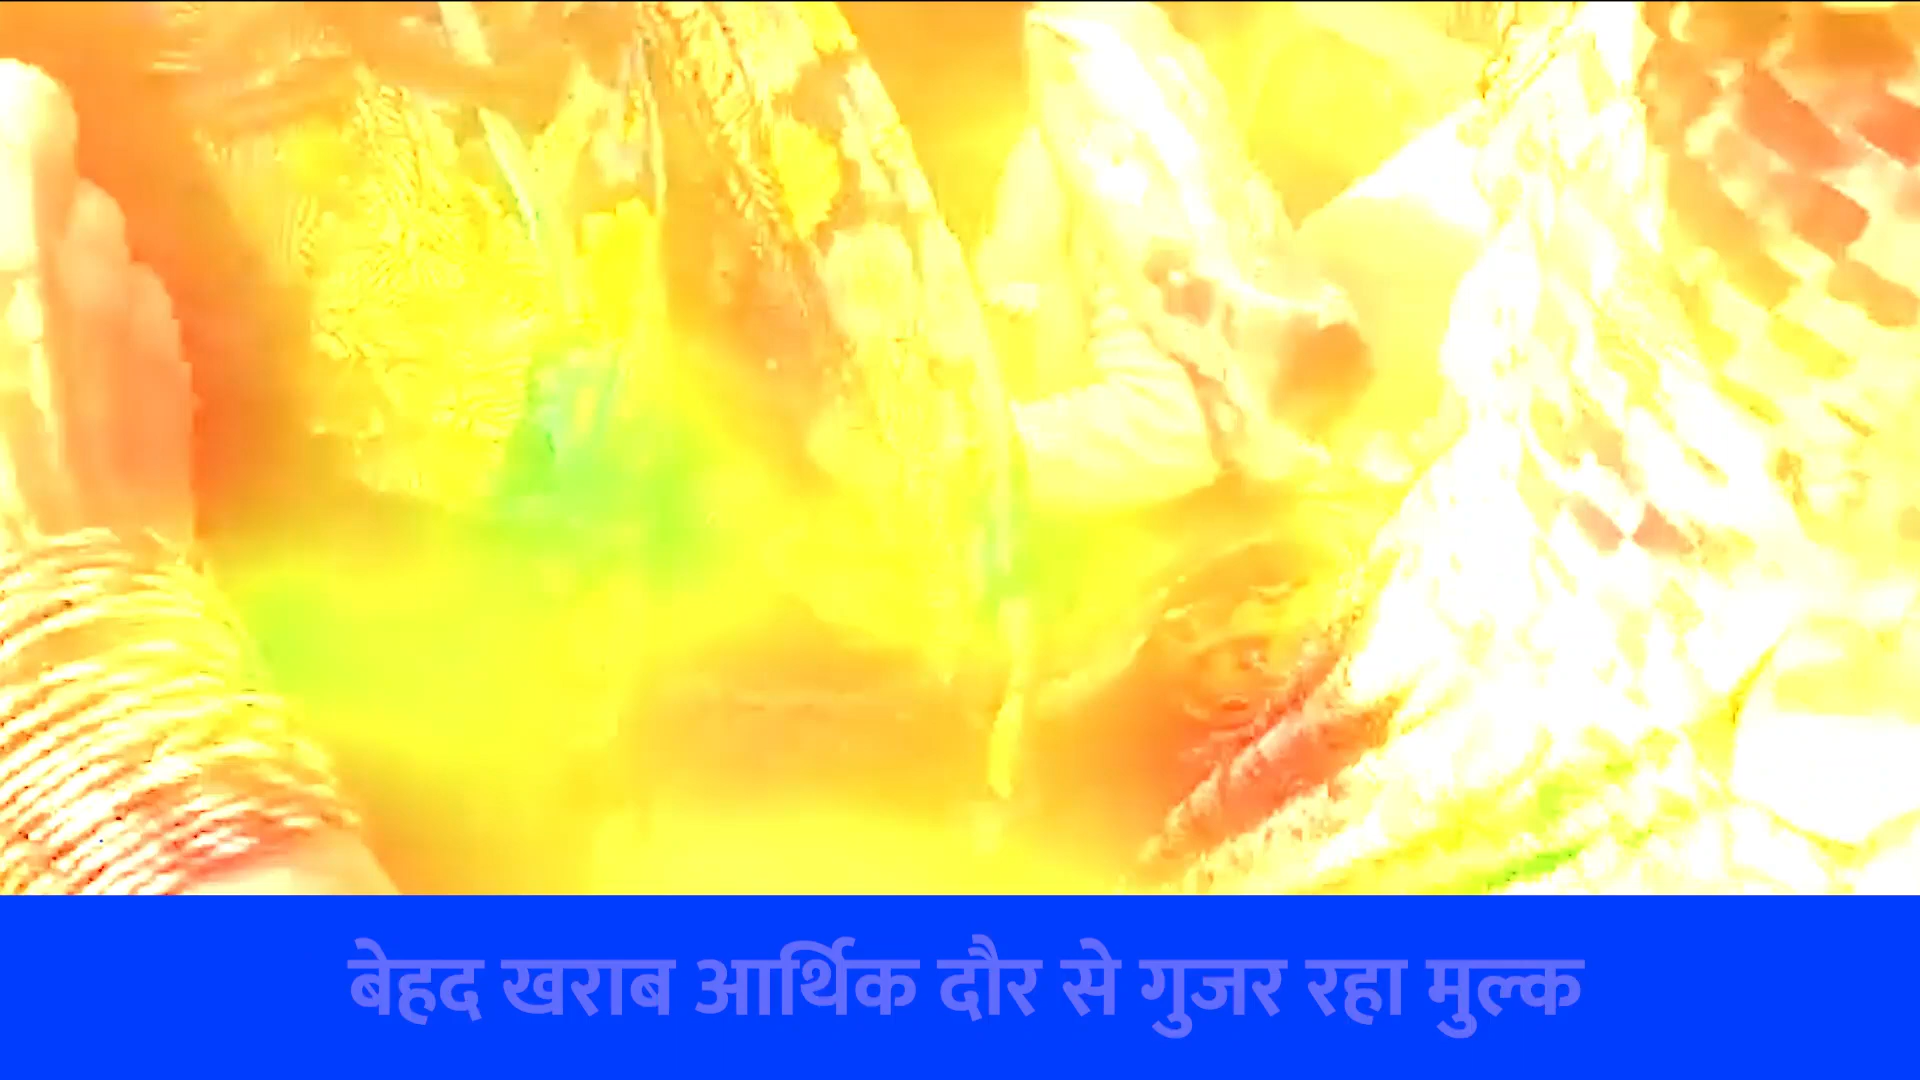 बेहद खराब आर्थिक दौर से गुजर रहा मुल्क